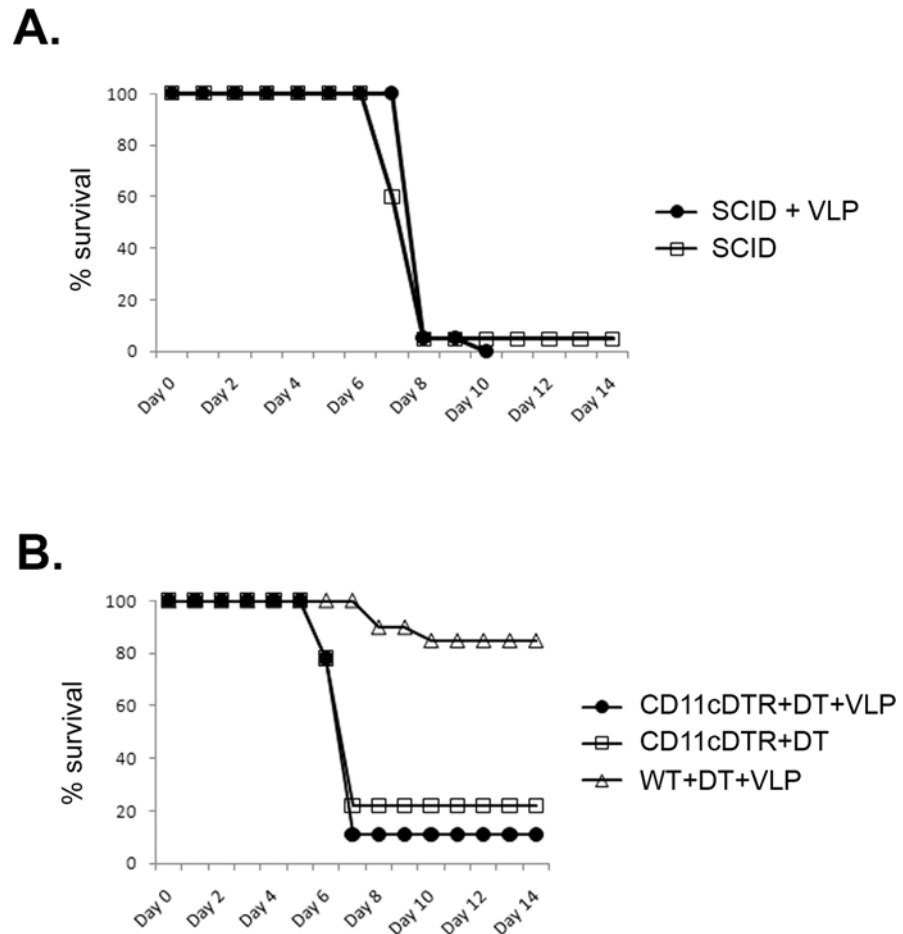 A.
100
80
60
40
20
0
% survival
Day 0
Day 2
Day 4
Day 6
Day 8
Day 10
Day 12
Day 14
SCID + VLP
SCID
B.
100
80
60
40
20
0
% survival
Day 0
Day 2
Day 4
Day 6
Day 8
Day 10
Day 12
Day 14
CD11cDTR+DT+VLP
CD11cDTR+DT
WT+DT+VLP